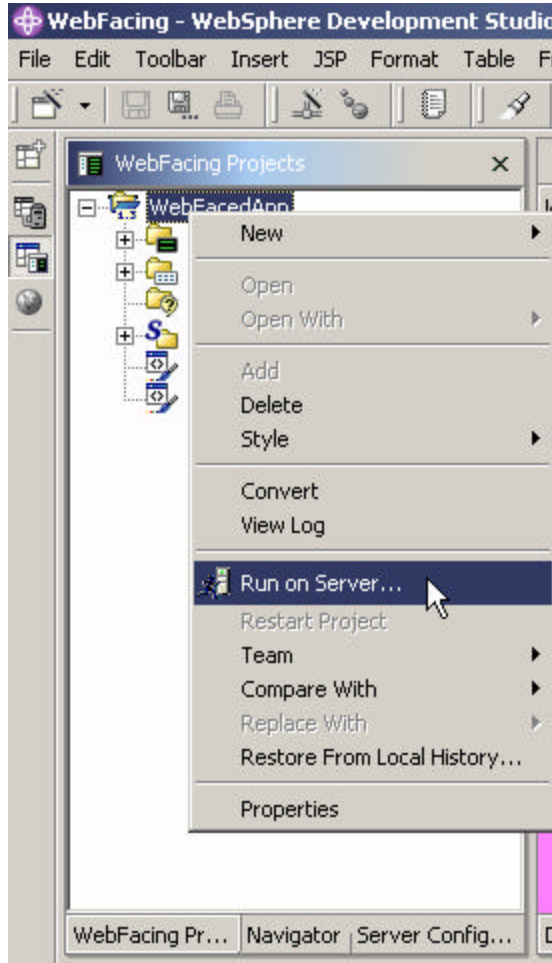 WebFacing - WebSphere Development Studio
File Edit Toolbar Insert JSP Format Table
WebFacing Projects
WebFacedApp
New
Open
Open With
Add
Delete
Style
Convert
View Log
Run on Server...
Restart Project
Team
Compare With
Replace With
Restore From Local History...
Properties
WebFacing Pr... Navigator Server Config...